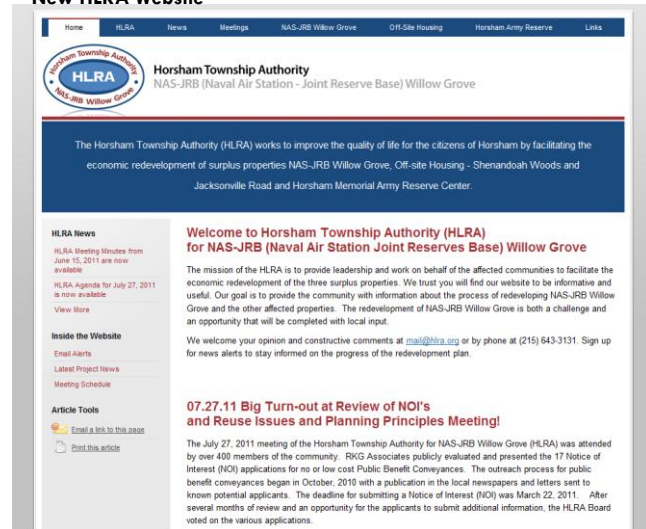 New HLRA Website
Home HLRA News Meetings NAS-JRB Willow Grove Off-Site Housing Horsham Army Reserve Links
Horsham Township Authority
HLRA
NAS-JRB Willow Grove
Horsham Township Authority
NAS-JRB (Naval Air Station - Joint Reserve Base) Willow Grove
The Horsham Township Authority (HLRA) works to improve the quality of life for the citizens of Horsham by facilitating the
economic redevelopment of surplus properties NAS-JRB Willow Grove, Off-site Housing - Shenandoah Woods and
Jacksonville Road and Horsham Memorial Army Reserve Center.
HLRA News
HLRA Meeting Minutes from
June 15, 2011 are now
available
HLRA Agenda for July 27, 2011
is now available
View More
Inside the Website
Email Alerts
Latest Project News
Meeting Schedule
Article Tools
Email a link to this page
Print this article
Welcome to Horsham Township Authority (HLRA)
for NAS-JRB (Naval Air Station Joint Reserves Base) Willow Grove
The mission of the HLRA is to provide leadership and work on behalf of the affected communities to facilitate the
economic redevelopment of the three surplus properties. We trust you will find our website to be informative and
useful. Our goal is to provide the community with information about the process of redeveloping NAS-JRB Willow
Grove and the other affected properties. The redevelopment of NAS-JRB Willow Grove is both a challenge and
an opportunity that will be completed with local input.
We welcome your opinion and constructive comments at mail@hlra.org or by phone at (215) 643-3131. Sign up
for news alerts to stay informed on the progress of the redevelopment plan.
07.27.11 Big Turn-out at Review of NOI's
and Reuse Issues and Planning Principles Meeting!
The July 27, 2011 meeting of the Horsham Township Authority for NAS-JRB Willow Grove (HLRA) was attended
by over 400 members of the community. RKG Associates publicly evaluated and presented the 17 Notice of
Interest (NOI) applications for no or low cost Public Benefit Conveyances. The outreach process for public
benefit conveyances began in October, 2010 with a publication in the local newspapers and letters sent to
known potential applicants. The deadline for submitting a Notice of Interest (NOI) was March 22, 2011. After
several months of review and an opportunity for the applicants to submit additional information, the HLRA Board
voted on the various applications.